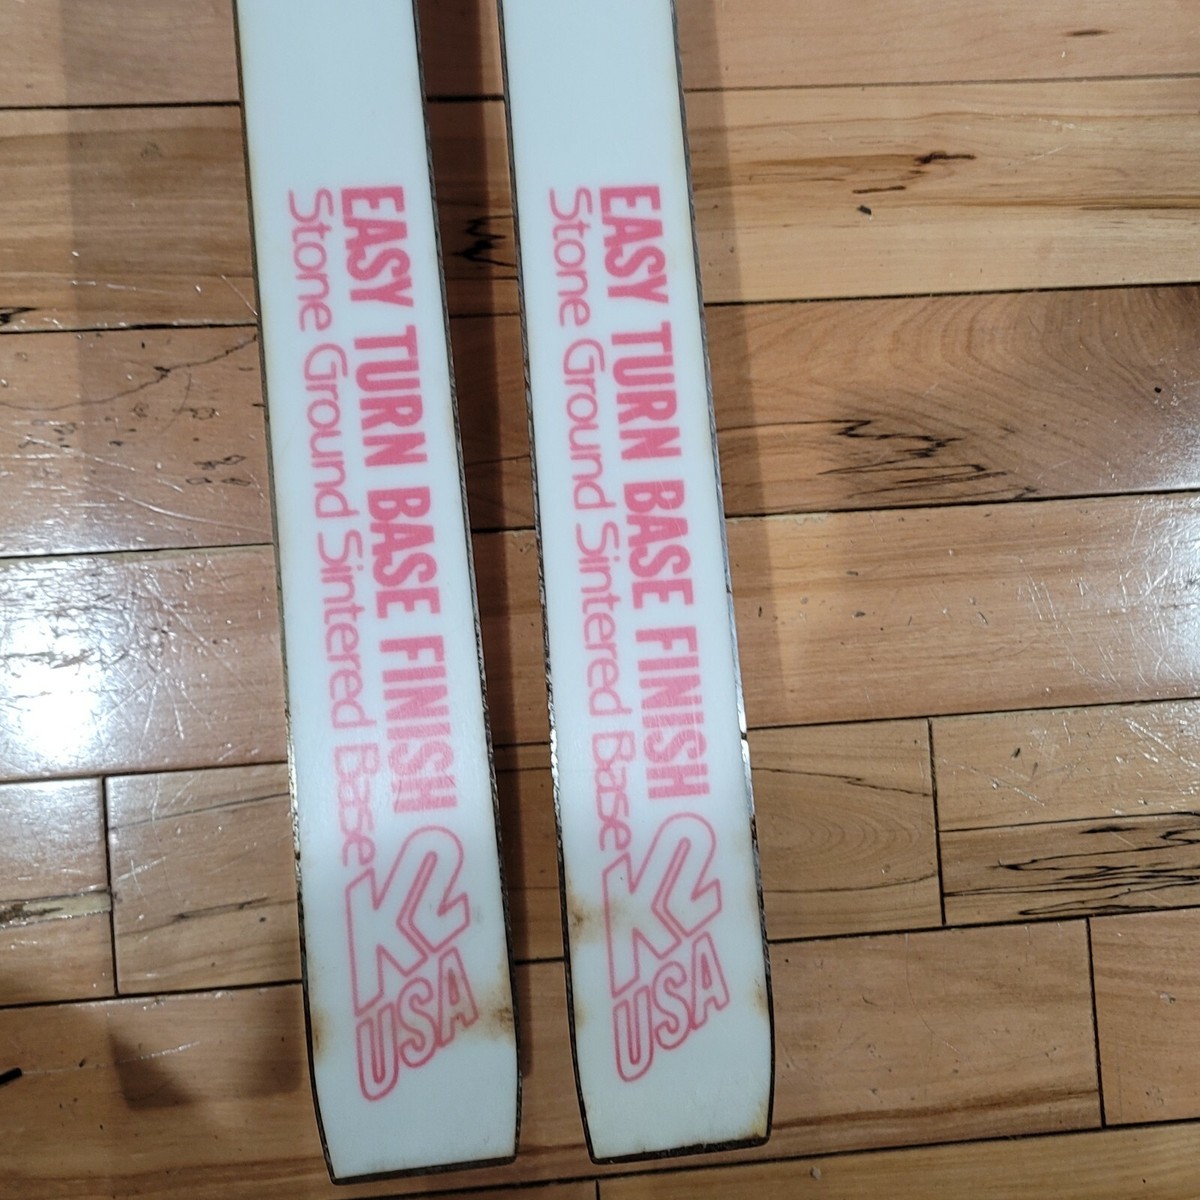 EASY TURN BASE FINISH
Stone Ground Sintered Base
K2
USA
EASY TURN BASE FINISH
Stone Ground Sintered Base
K2
USA